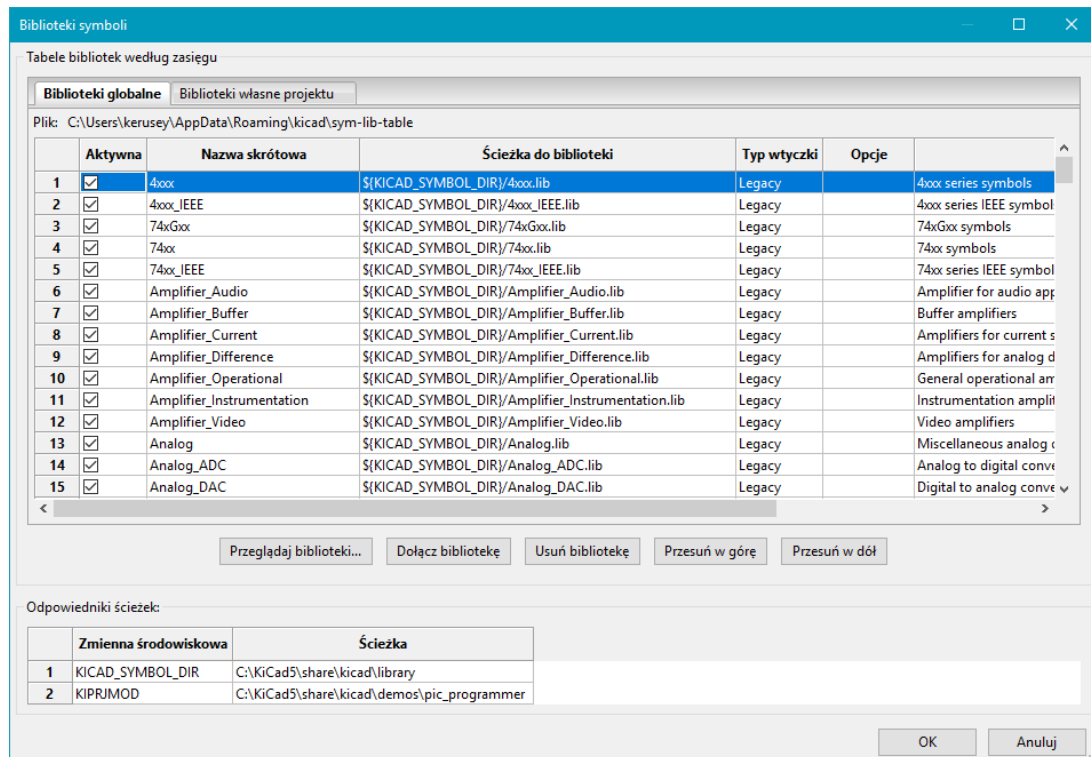 Biblioteki symboli
Tabele bibliotek według zasięgu
Biblioteki globalne Biblioteki własne projektu
Plik: C:\Users\kerusey\AppData\Roaming\kicad\sym-lib-table
Aktywna Nazwa skrótowa Ścieżka do biblioteki Typ wtyczki Opcje
1 4xxx ${KICAD_SYMBOL_DIR}/4xxx.lib Legacy 4xxx series symbols
2 4xxx_IEEE ${KICAD_SYMBOL_DIR}/4xxx_IEEE.lib Legacy 4xxx series IEEE symbol
3 74xGxx ${KICAD_SYMBOL_DIR}/74xGxx.lib Legacy 74xGxx symbols
4 74xx ${KICAD_SYMBOL_DIR}/74xx.lib Legacy 74xx symbols
5 74xx_IEEE ${KICAD_SYMBOL_DIR}/74xx_IEEE.lib Legacy 74xx series IEEE symbol
6 Amplifier_Audio ${KICAD_SYMBOL_DIR}/Amplifier_Audio.lib Legacy Amplifier for audio app
7 Amplifier_Buffer ${KICAD_SYMBOL_DIR}/Amplifier_Buffer.lib Legacy Buffer amplifiers
8 Amplifier_Current ${KICAD_SYMBOL_DIR}/Amplifier_Current.lib Legacy Amplifiers for current s
9 Amplifier_Difference ${KICAD_SYMBOL_DIR}/Amplifier_Difference.lib Legacy Amplifiers for analog d
10 Amplifier_Operational ${KICAD_SYMBOL_DIR}/Amplifier_Operational.lib Legacy General operational am
11 Amplifier_Instrumentation ${KICAD_SYMBOL_DIR}/Amplifier_Instrumentation.lib Legacy Instrumentation amplif
12 Amplifier_Video ${KICAD_SYMBOL_DIR}/Amplifier_Video.lib Legacy Video amplifiers
13 Analog ${KICAD_SYMBOL_DIR}/Analog.lib Legacy Miscellaneous analog d
14 Analog_ADC ${KICAD_SYMBOL_DIR}/Analog_ADC.lib Legacy Analog to digital conve
15 Analog_DAC ${KICAD_SYMBOL_DIR}/Analog_DAC.lib Legacy Digital to analog conve
Przeglądaj biblioteki... Dołącz bibliotekę Usuń bibliotekę Przesuń w górę Przesuń w dół
Odpowiedniki ścieżek:
Zmienna środowiskowa Ścieżka
1 KICAD_SYMBOL_DIR C:\KiCad5\share\kicad\library
2 KIPRJMOD C:\KiCad5\share\kicad\demos\pic_programmer
OK Anuluj